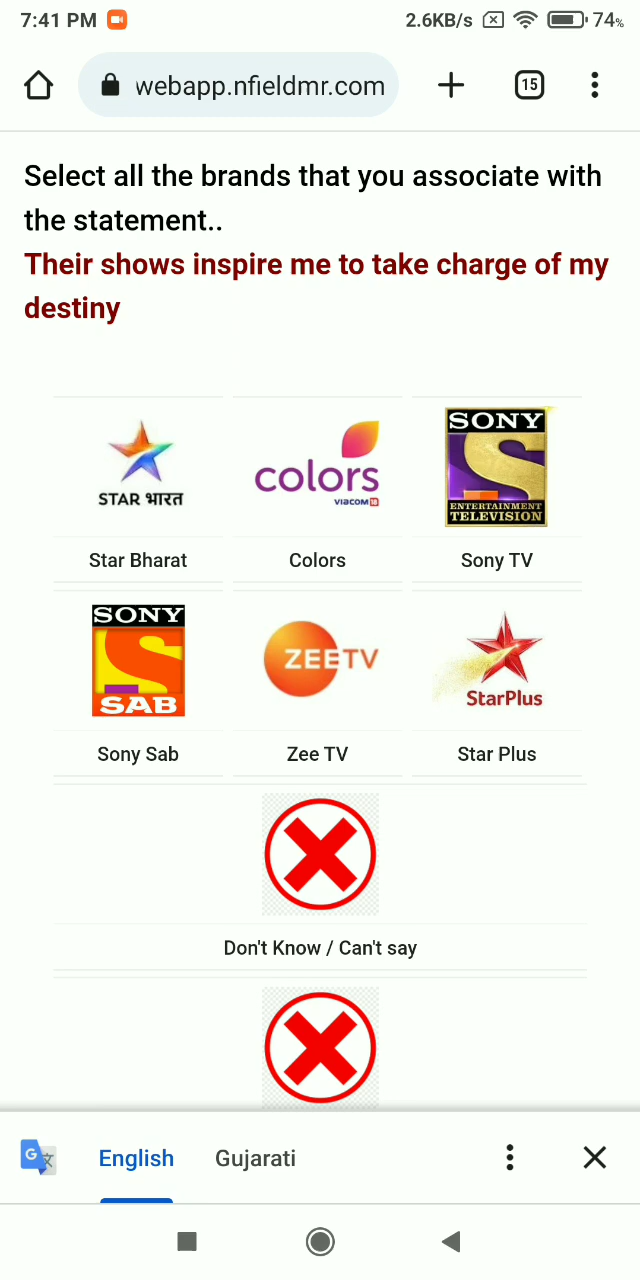 7:41 PM 2.6KB/s 74%
webapp.nfieldmr.com 15
Select all the brands that you associate with
the statement..
Their shows inspire me to take charge of my
destiny
STAR भारत
colors
VIACOM 18
SONY
ENTERTAINMENT
TELEVISION
Star Bharat Colors Sony TV
SONY
SAB
ZEETV
StarPlus
Sony Sab Zee TV Star Plus
Don't Know / Can't say
G 文 English Gujarati